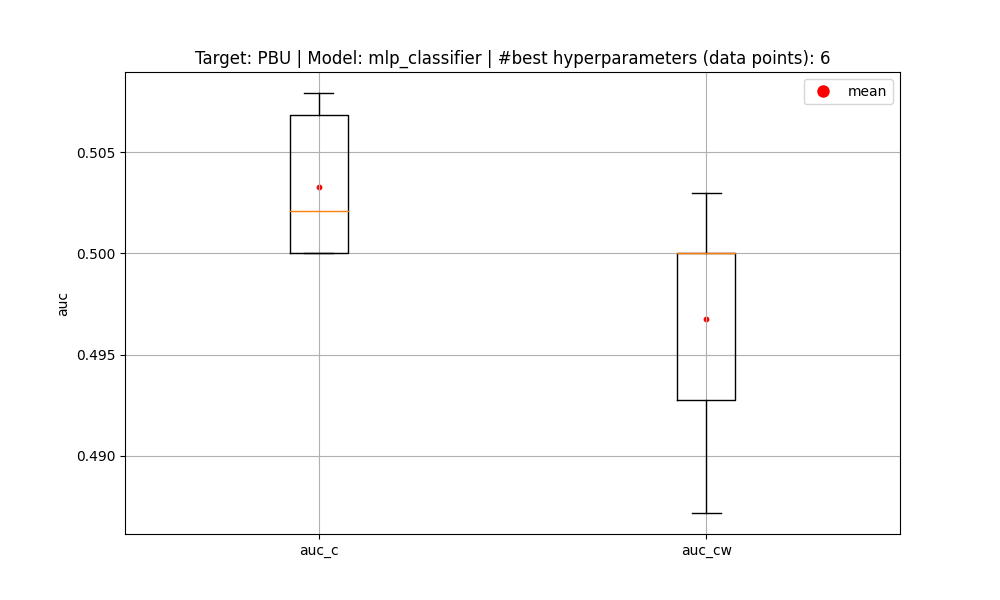 Target: PBU | Model: mlp_classifier | #best hyperparameters (data points): 6
mean
0.505
0.500
0.495
0.490
auc
auc_c
auc_cw